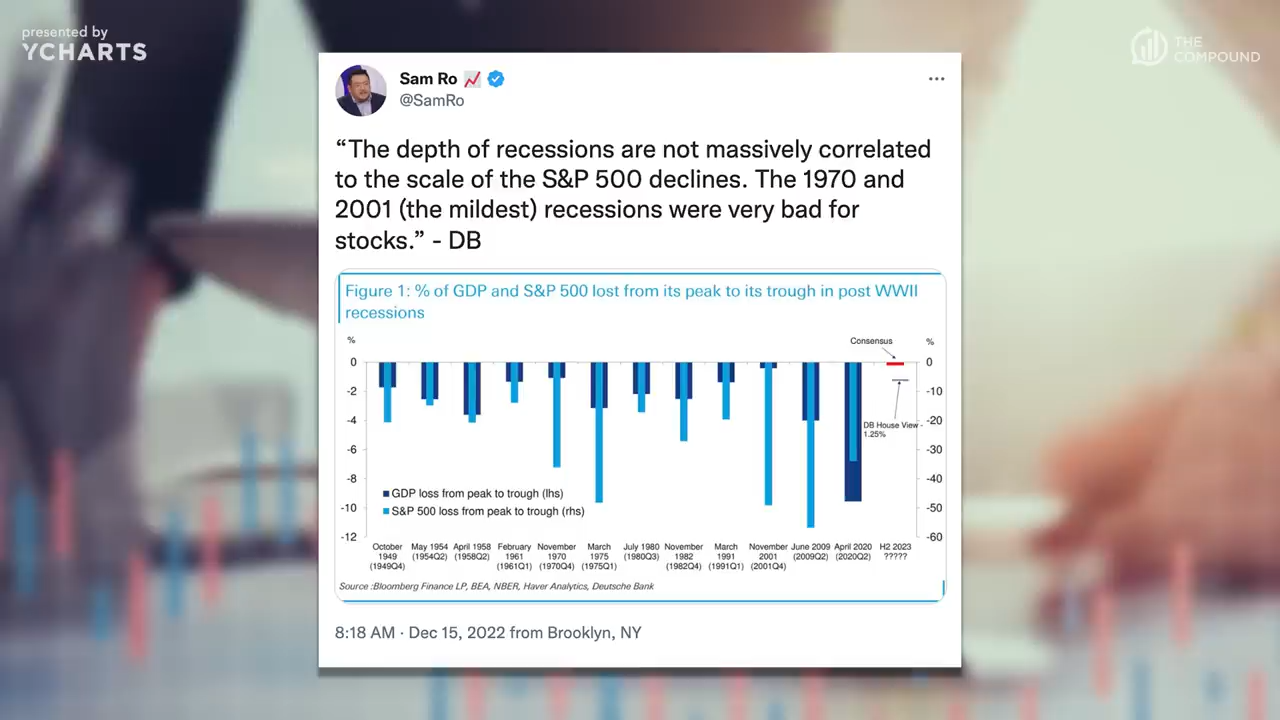 presented by
YCHARTS
THE
COMPOUND
Sam Ro
@SamRo
“The depth of recessions are not massively correlated
to the scale of the S&P 500 declines. The 1970 and
2001 (the mildest) recessions were very bad for
stocks.” - DB
Figure 1: % of GDP and S&P 500 lost from its peak to its trough in post WWII
recessions
% Consensus %
0 0
-2 -10
-4 -20
DB House View -
1.25%
-6 -30
-8 -40
GDP loss from peak to trough (lhs)
-10 -50
S&P 500 loss from peak to trough (rhs)
-12 -60
October May 1954 April 1958 February November March July 1980 November March November June 2009 April 2020 H2 2023
1949 (1954Q2) (1958Q2) 1961 1970 1975 (1980Q3) 1982 1991 2001 (2009Q2) (2020Q2) ?????
(1949Q4) (1961Q1) (1970Q4) (1975Q1) (1982Q4) (1991Q1) (2001Q4)
Source :Bloomberg Finance LP, BEA, NBER, Haver Analytics, Deutsche Bank
8:18 AM · Dec 15, 2022 from Brooklyn, NY